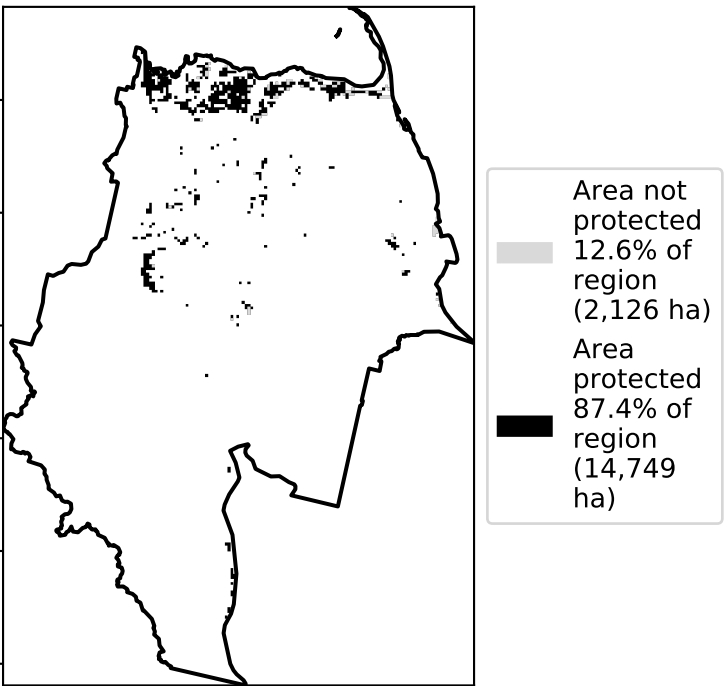 Area not
protected
12.6% of
region
(2,126 ha)
Area
protected
87.4% of
region
(14,749
ha)